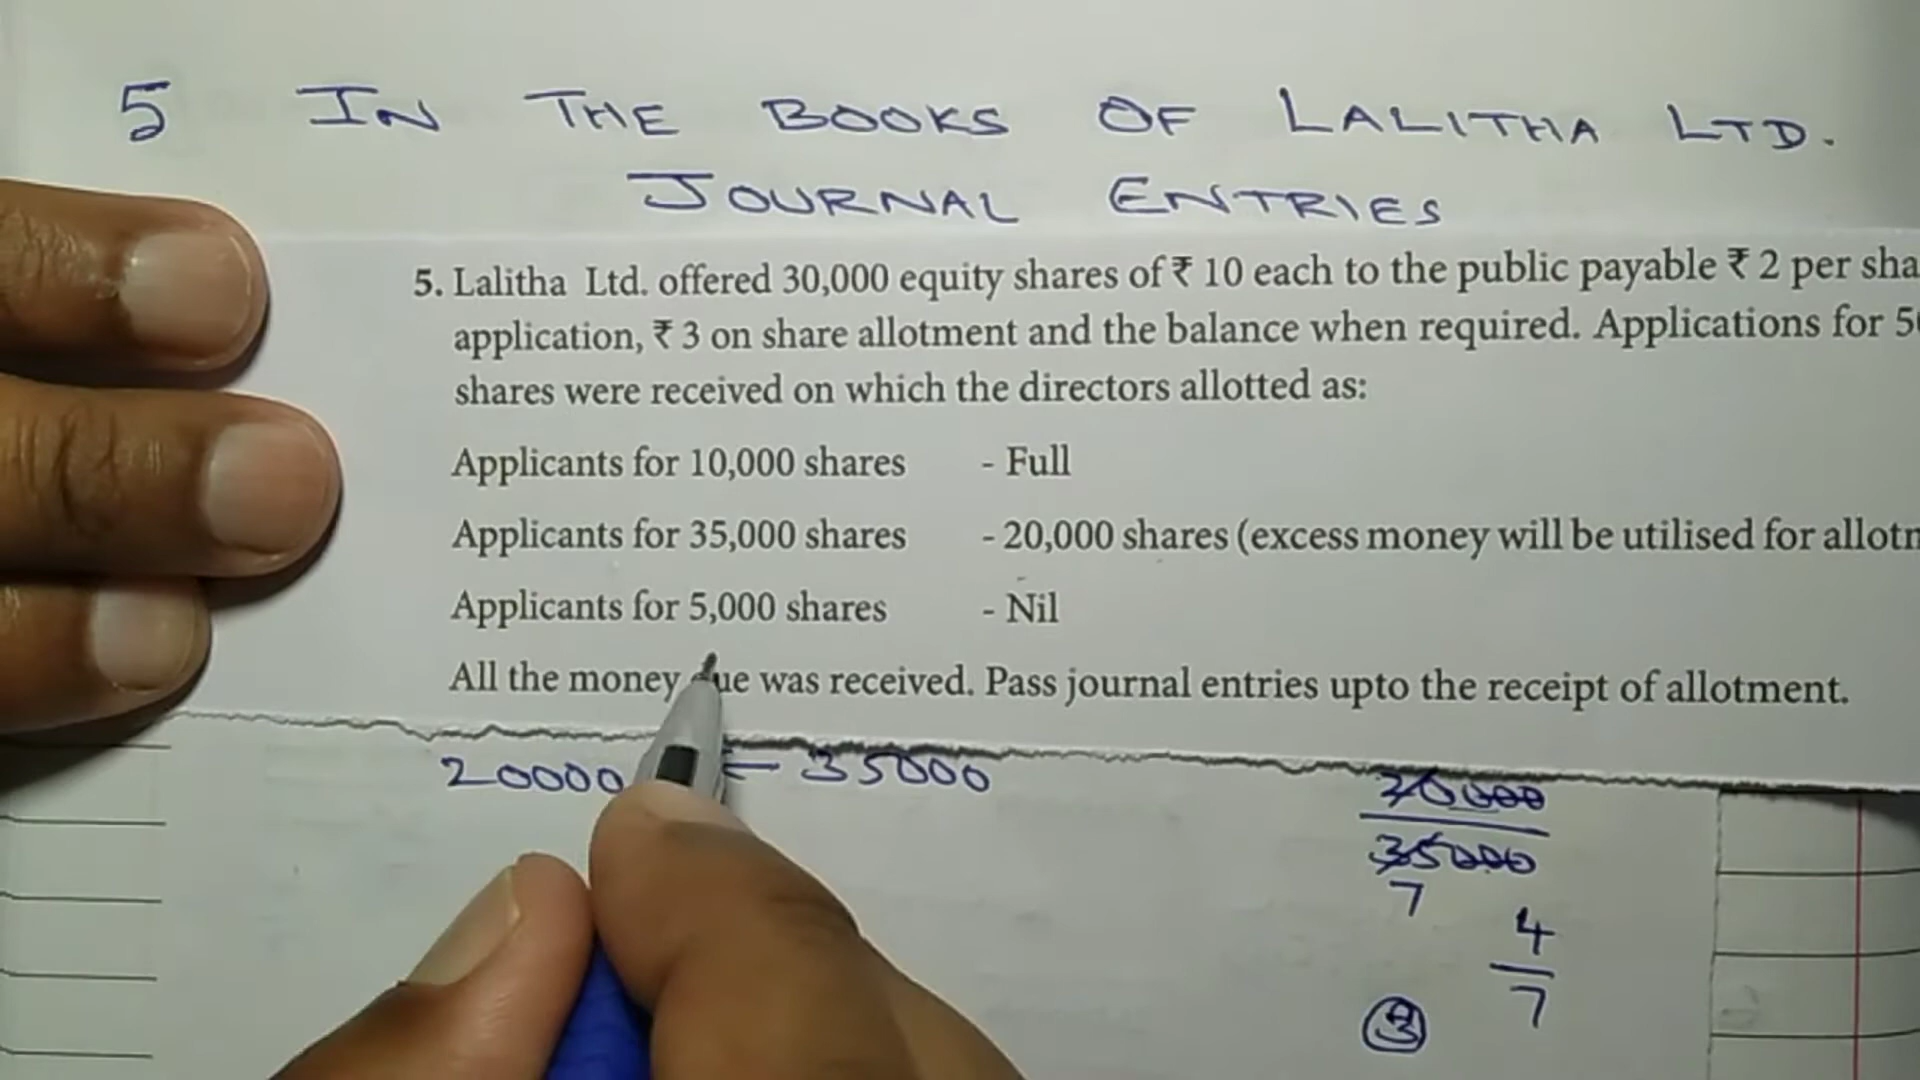 5 IN THE BOOKS OF LALITHA LTD.
JOURNAL ENTRIES
5. Lalitha Ltd. offered 30,000 equity shares of ₹ 10 each to the public payable ₹ 2 per sha
application, ₹ 3 on share allotment and the balance when required. Applications for 5
shares were received on which the directors allotted as:
Applicants for 10,000 shares - Full
Applicants for 35,000 shares - 20,000 shares (excess money will be utilised for allot
Applicants for 5,000 shares - Nil
All the money due was received. Pass journal entries upto the receipt of allotment.
20000 = 35000
20000
35000
7
4
7